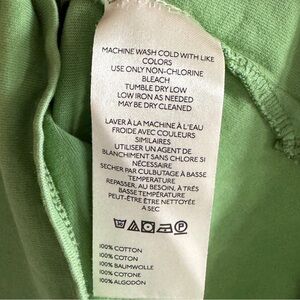 MACHINE WASH COLD WITH LIKE
COLORS
USE ONLY NON-CHLORINE
BLEACH
TUMBLE DRY LOW
LOW IRON AS NEEDED
MAY BE DRY CLEANED
LAVER À LA MACHINE À L'EAU
FROIDE AVEC COULEURS
SIMILAIRES
UTILISER UN AGENT DE
BLANCHIMENT SANS CHLORE SI
NÉCESSAIRE
SECHER PAR CULBUTAGE À BASSE
TEMPERATURE
REPASSER, AU BESOIN, À TRÈS
BASSE TEMPÉRATURE
PEUT-ÊTRE ÊTRE NETTOYÉE
A SEC
P
100% COTTON
100% COTON
100% BAUMWOLLE
100% COTONE
100% ALGODÓN